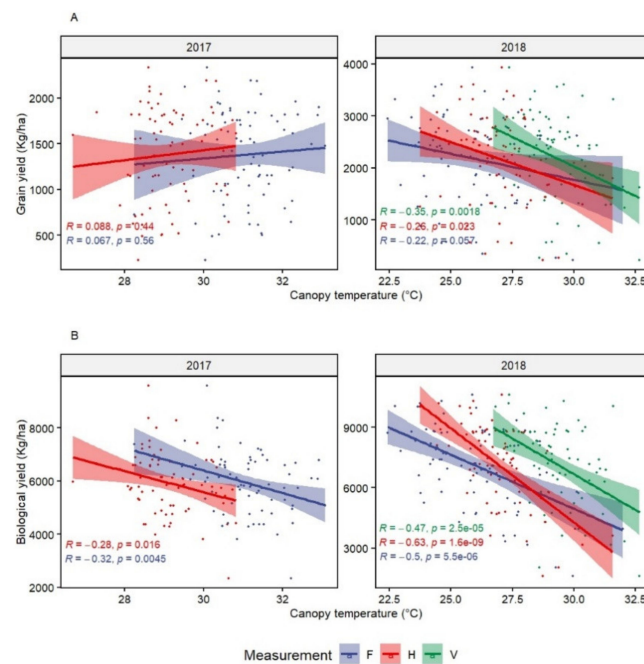 A
2017
2018
Grain yield (Kg/ha)
2000
1500
1000
500
R = 0.088, p = 0.44
R = 0.067, p = 0.56
28
30
32
Canopy temperature (°C)
4000
3000
2000
1000
R = −0.35, p = 0.0018
R = −0.26, p = 0.023
R = −0.22, p = 0.057
22.5
25.0
27.5
30.0
32.5
Canopy temperature (°C)
B
2017
2018
Biological yield (Kg/ha)
8000
6000
4000
2000
R = −0.28, p = 0.016
R = −0.32, p = 0.0045
28
30
32
Canopy temperature (°C)
9000
6000
3000
R = −0.47, p = 2.5e-05
R = −0.63, p = 1.6e-09
R = −0.5, p = 5.5e-06
22.5
25.0
27.5
30.0
32.5
Canopy temperature (°C)
Measurement F H V